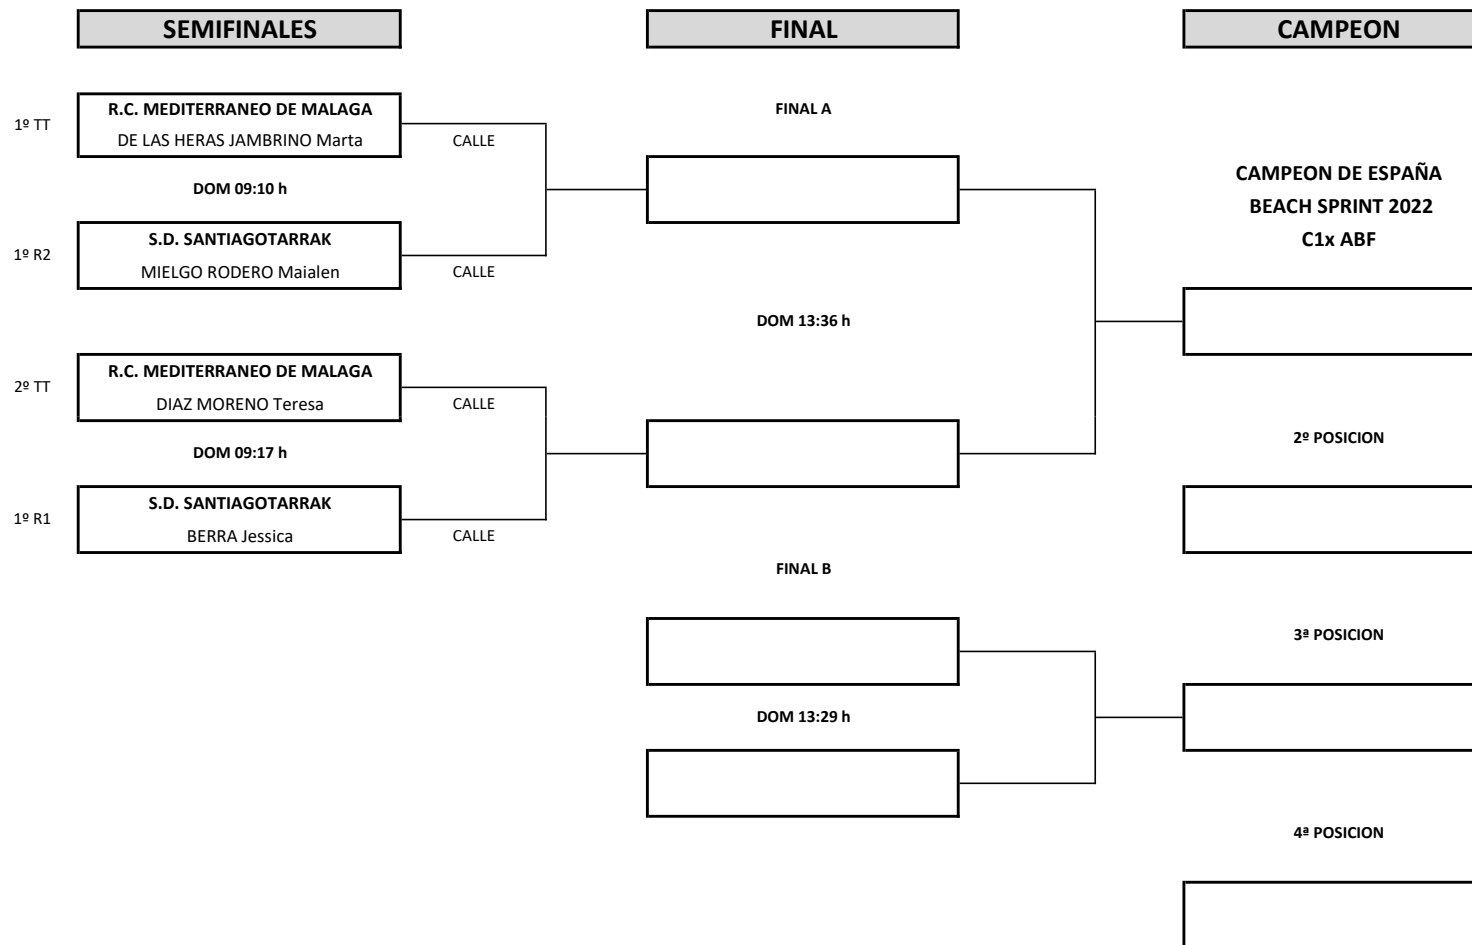 SEMIFINALES
FINAL
CAMPEON
1º TT
R.C. MEDITERRANEO DE MALAGA
DE LAS HERAS JAMBRINO Marta
CALLE
FINAL A
DOM 09:10 h
CAMPEON DE ESPAÑA
BEACH SPRINT 2022
C1x ABF
1º R2
S.D. SANTIAGOTARRAK
MIELGO RODERO Maialen
CALLE
DOM 13:36 h
2º TT
R.C. MEDITERRANEO DE MALAGA
DIAZ MORENO Teresa
CALLE
DOM 09:17 h
2º POSICION
1º R1
S.D. SANTIAGOTARRAK
BERRA Jessica
CALLE
FINAL B
3ª POSICION
DOM 13:29 h
4ª POSICION